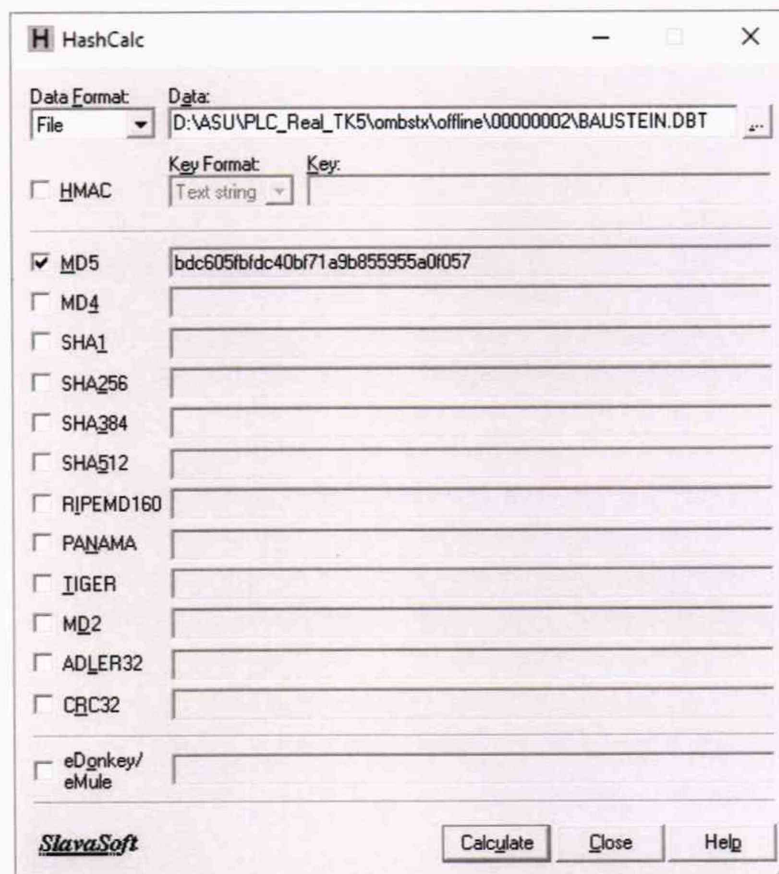 HashCalc
Data Format: Data:
File D:\ASU\PLC_Real_TK5\ombstx\offline\00000002\BAUSTEIN.DBT ...
Key Format: Key:
HMAC Text string
MD5 bdc605fbfdc40bf71a9b855955a0f057
MD4
SHA1
SHA256
SHA384
SHA512
RIPEMD160
PANAMA
TIGER
MD2
ADLER32
CRC32
eDonkey/
eMule
SlavaSoft Calculate Close Help